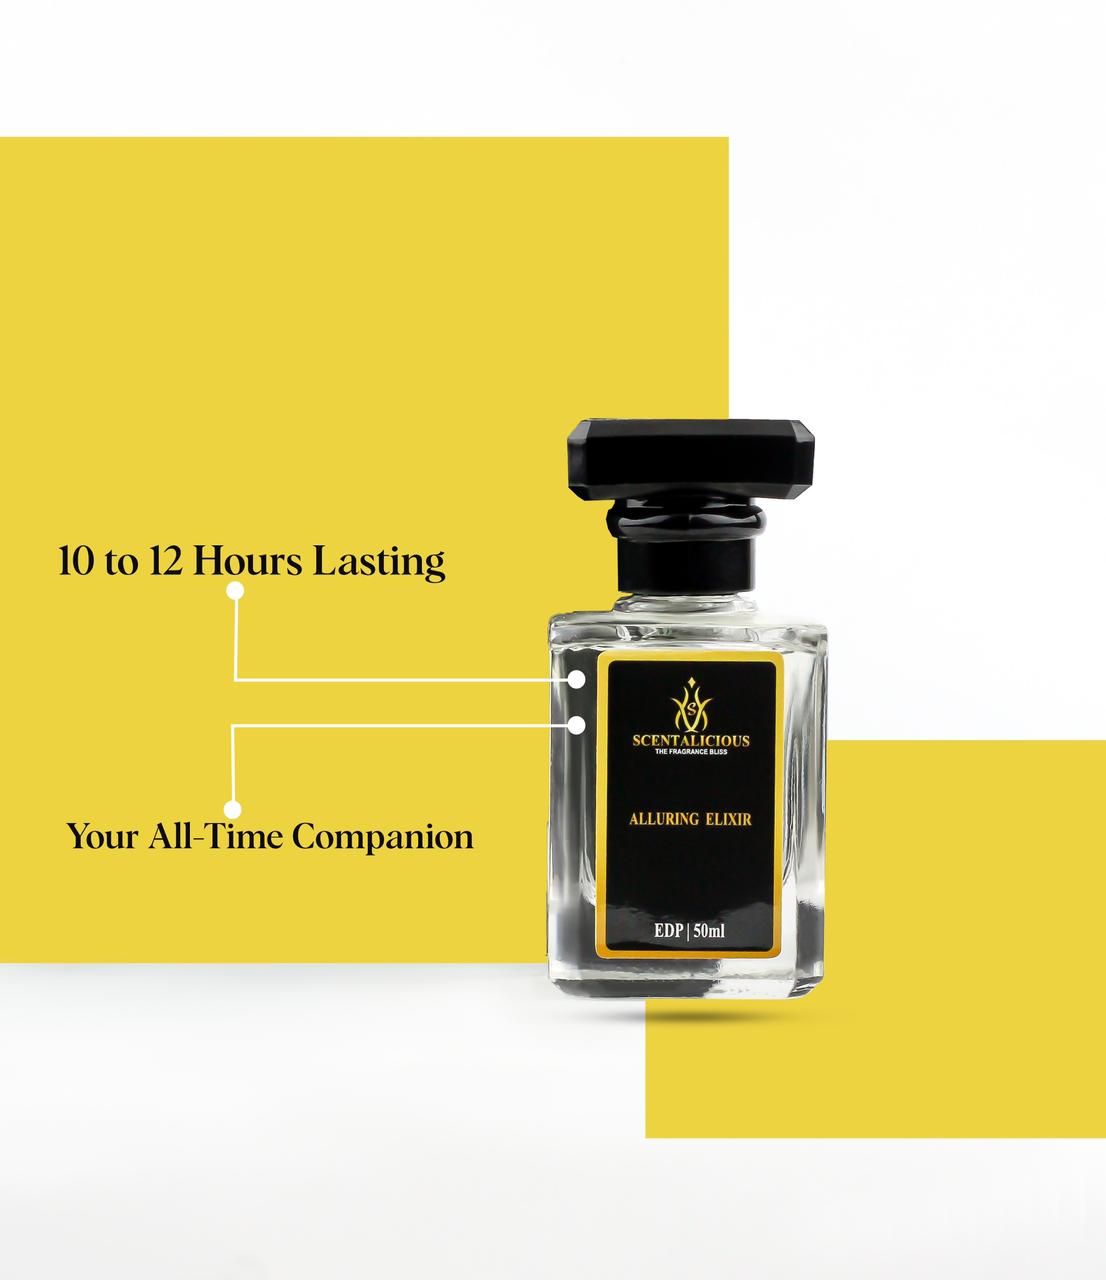 10 to 12 Hours Lasting
Your All-Time Companion
S
SCENTALICIOUS
THE FRAGRANCE BLISS
ALLURING ELIXIR
EDP | 50ml